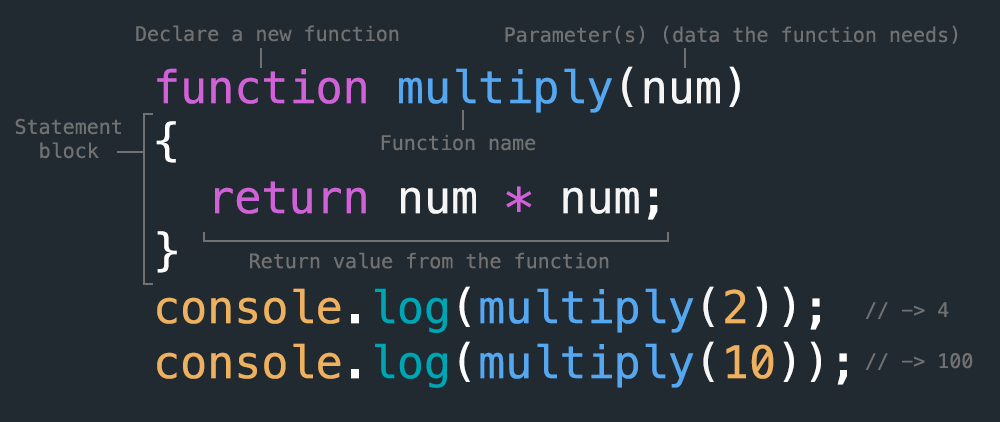 Declare a new function
Parameter(s) (data the function needs)
function multiply(num)
Statement
block
{
Function name
return num * num;
}
Return value from the function
console.log(multiply(2)); // -> 4
console.log(multiply(10)); // -> 100